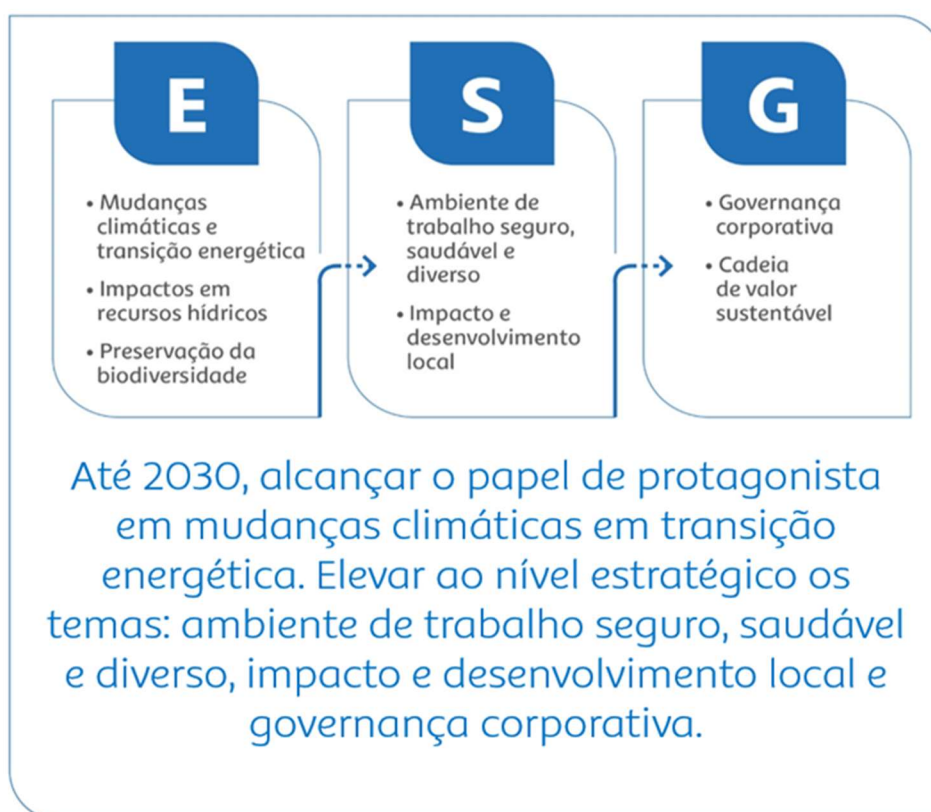 E
• Mudanças
climáticas e
transição energética
• Impactos em
recursos hídricos
• Preservação da
biodiversidade
S
• Ambiente de
trabalho seguro,
saudável e
diverso
• Impacto e
desenvolvimento
local
G
• Governança
corporativa
• Cadeia
de valor
sustentável
Até 2030, alcançar o papel de protagonista
em mudanças climáticas em transição
energética. Elevar ao nível estratégico os
temas: ambiente de trabalho seguro, saudável
e diverso, impacto e desenvolvimento local e
governança corporativa.